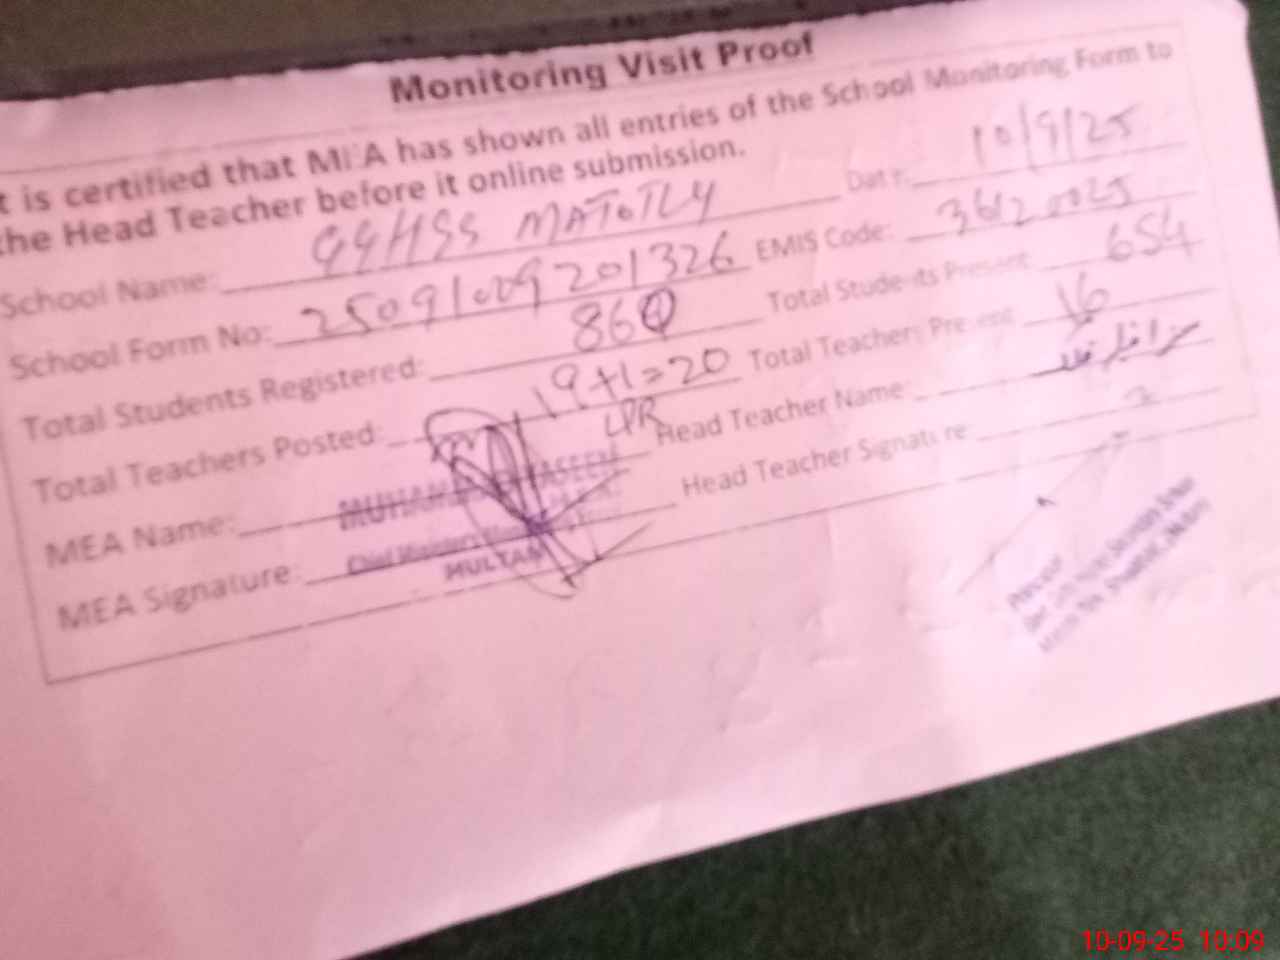 Monitoring Visit Proof
t is certified that MEA has shown all entries of the School Monitoring Form to
the Head Teacher before it online submission.
School Name: GGHSS MATOTLY Date: 10/9/25
School Form No: 25091009201326 EMIS Code: 36120025
Total Students Registered: 864 Total Students Present 654
Total Teachers Posted: 19+1=20 Total Teachers Present 16
LPR
MEA Name: Head Teacher Name:
MEA Signature: Head Teacher Signature
MULTAN
10-09-25 10:09